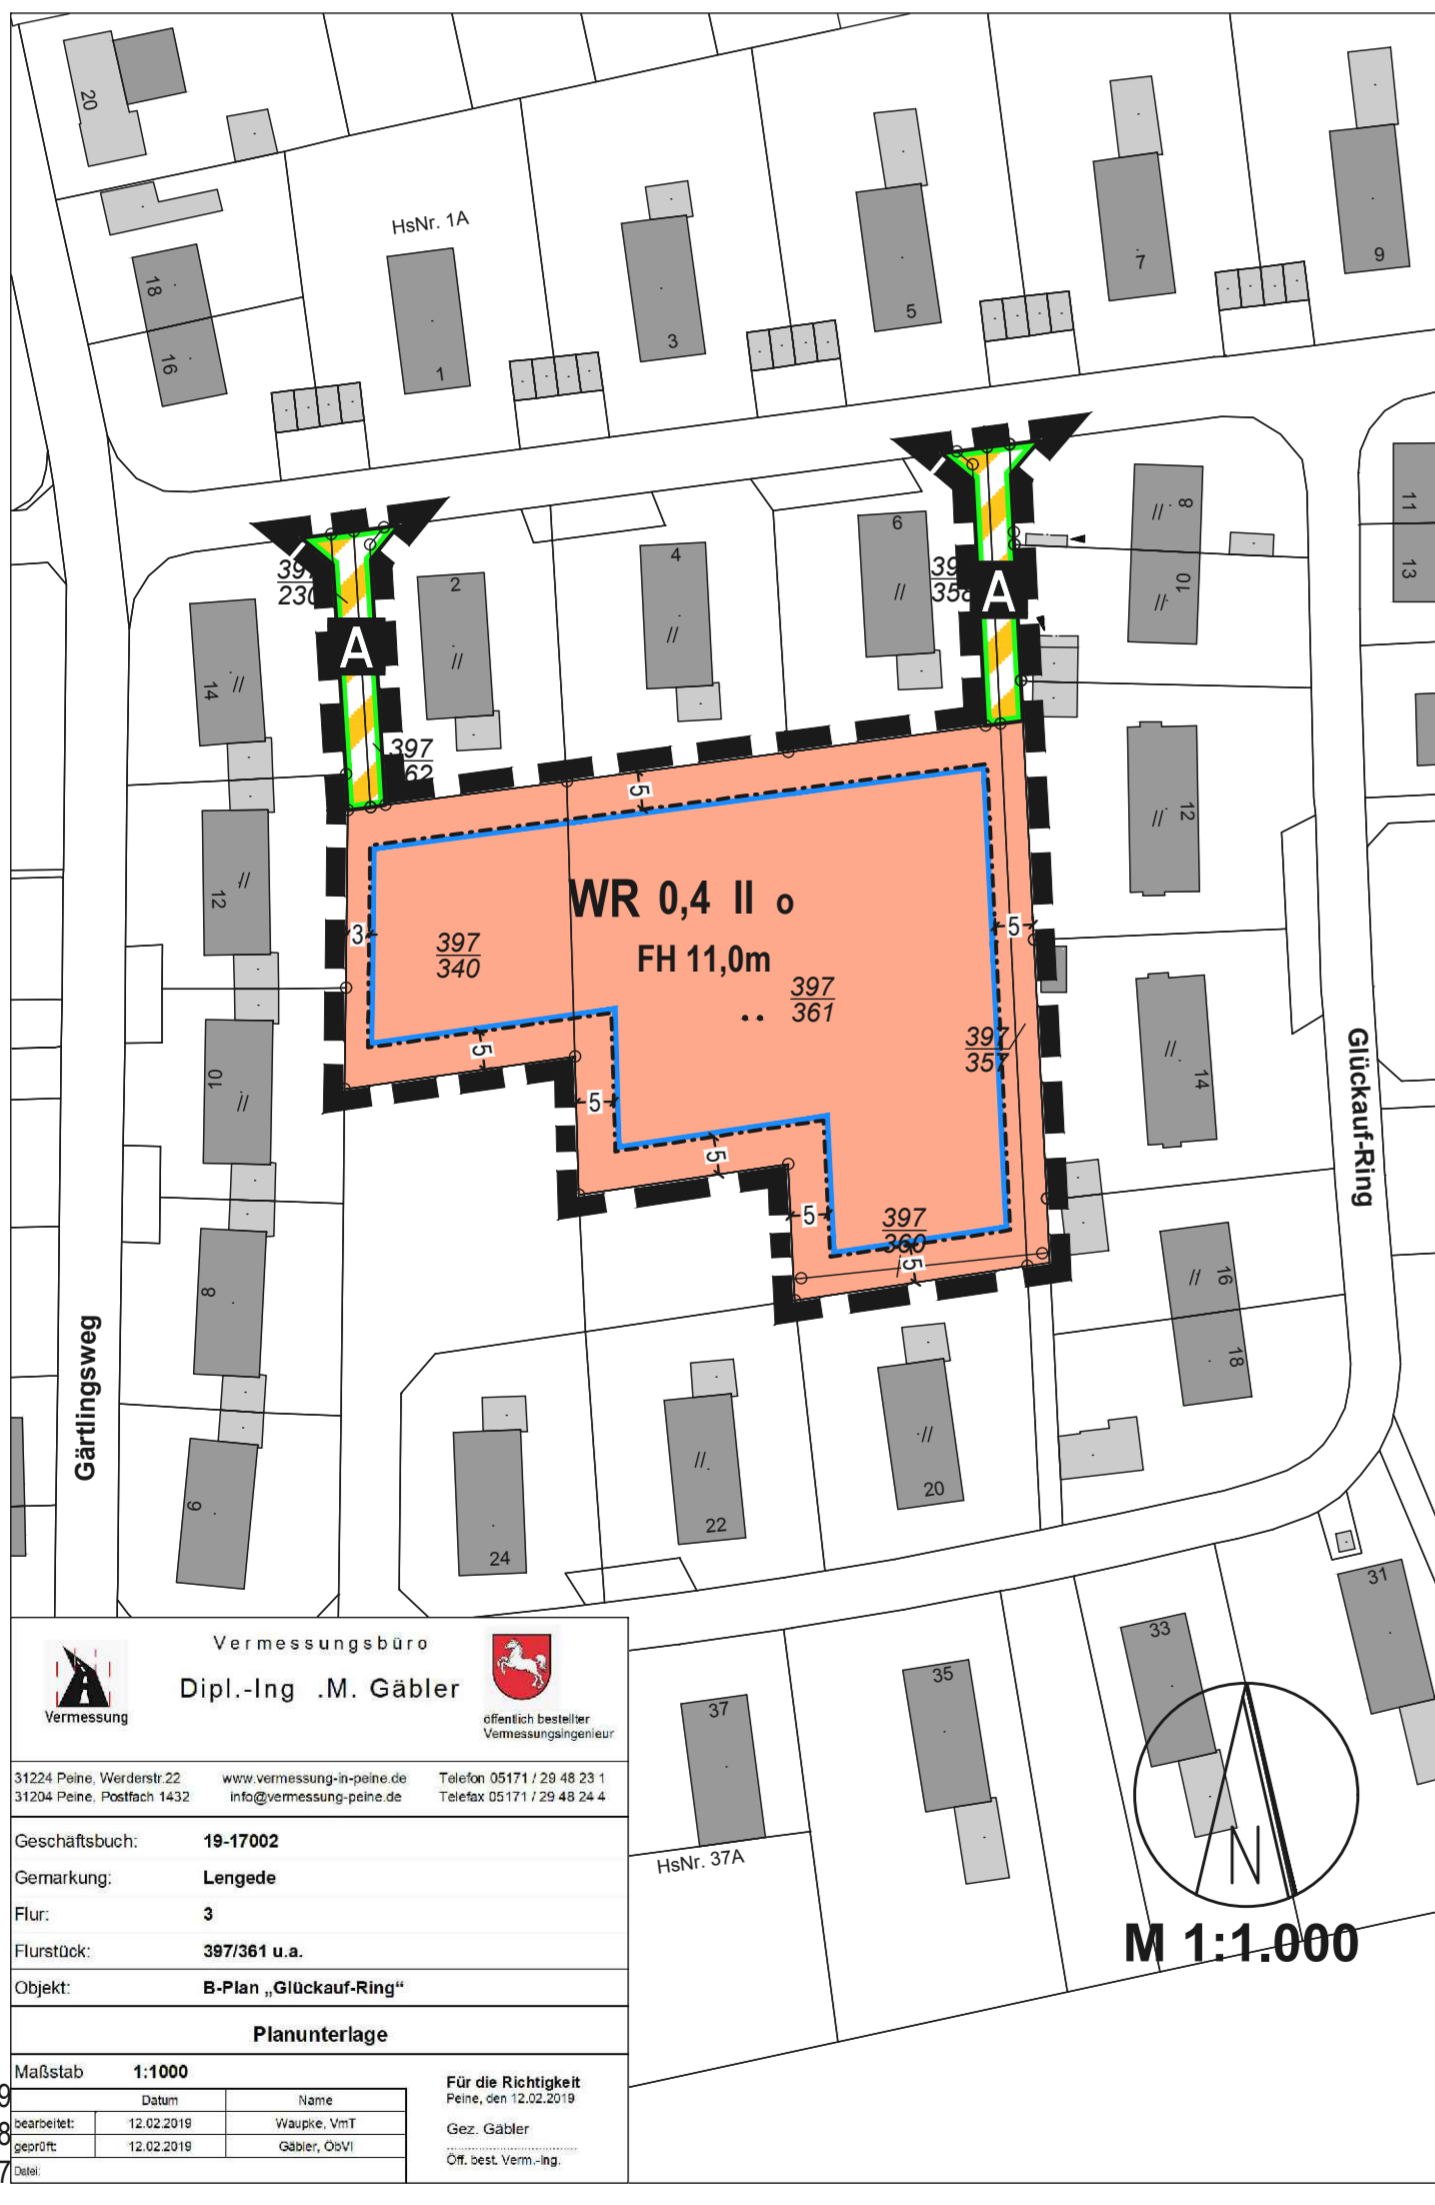 20
18
16
HsNr. 1A
1
3
5
7
9
11
13
2
4
6
8
10
14
12
10
8
6
12
14
16
18
20
22
24
31
33
35
37
HsNr. 37A
A
A
230
397
397
340
WR 0,4 II o
FH 11,0m
397
361
397
357
397
360
5
3
5
5
5
5
5
5
Gärtlingsweg
Glückauf-Ring
N
M 1:1.000
Vermessung
Vermessungsbüro
Dipl.-Ing .M. Gäbler
öffentlich bestellter
Vermessungsingenieur
31224 Peine, Werderstr.22 www.vermessung-in-peine.de Telefon 05171 / 29 48 23 1
31204 Peine, Postfach 1432 info@vermessung-peine.de Telefax 05171 / 29 48 24 4
Geschäftsbuch: 19-17002
Gemarkung: Lengede
Flur: 3
Flurstück: 397/361 u.a.
Objekt: B-Plan „Glückauf-Ring“
Planunterlage
Maßstab 1:1000
Datum Name
bearbeitet: 12.02.2019 Waupke, VmT
geprüft: 12.02.2019 Gäbler, ÖbVI
Datei:
Für die Richtigkeit
Peine, den 12.02.2019
Gez. Gäbler
Öff. best. Verm.-Ing.
9
8
7